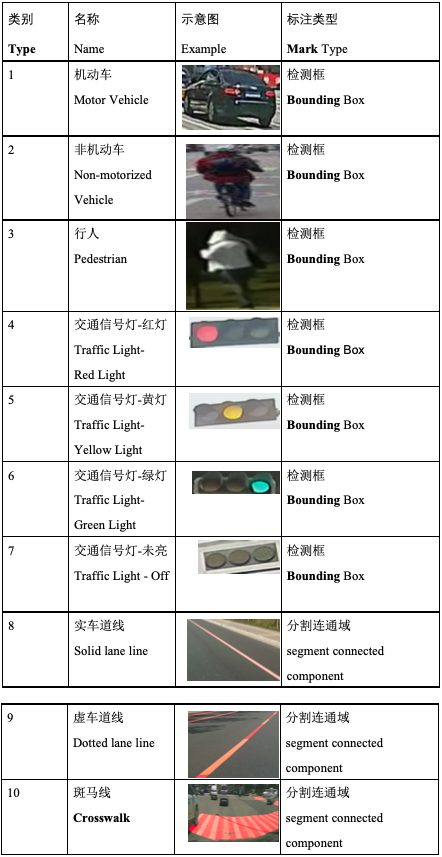 类别 名称 示意图 标注类型
Type Name Example Mark Type
1 机动车 检测框
Motor Vehicle Bounding Box
2 非机动车 检测框
Non-motorized Bounding Box
Vehicle
3 行人 检测框
Pedestrian Bounding Box
4 交通信号灯-红灯 检测框
Traffic Light- Bounding Box
Red Light
5 交通信号灯-黄灯 检测框
Traffic Light- Bounding Box
Yellow Light
6 交通信号灯-绿灯 检测框
Traffic Light- Bounding Box
Green Light
7 交通信号灯-未亮 检测框
Traffic Light - Off Bounding Box
8 实车道线 分割连通域
Solid lane line segment connected
component
9 虚车道线 分割连通域
Dotted lane line segment connected
component
10 斑马线 分割连通域
Crosswalk segment connected
component